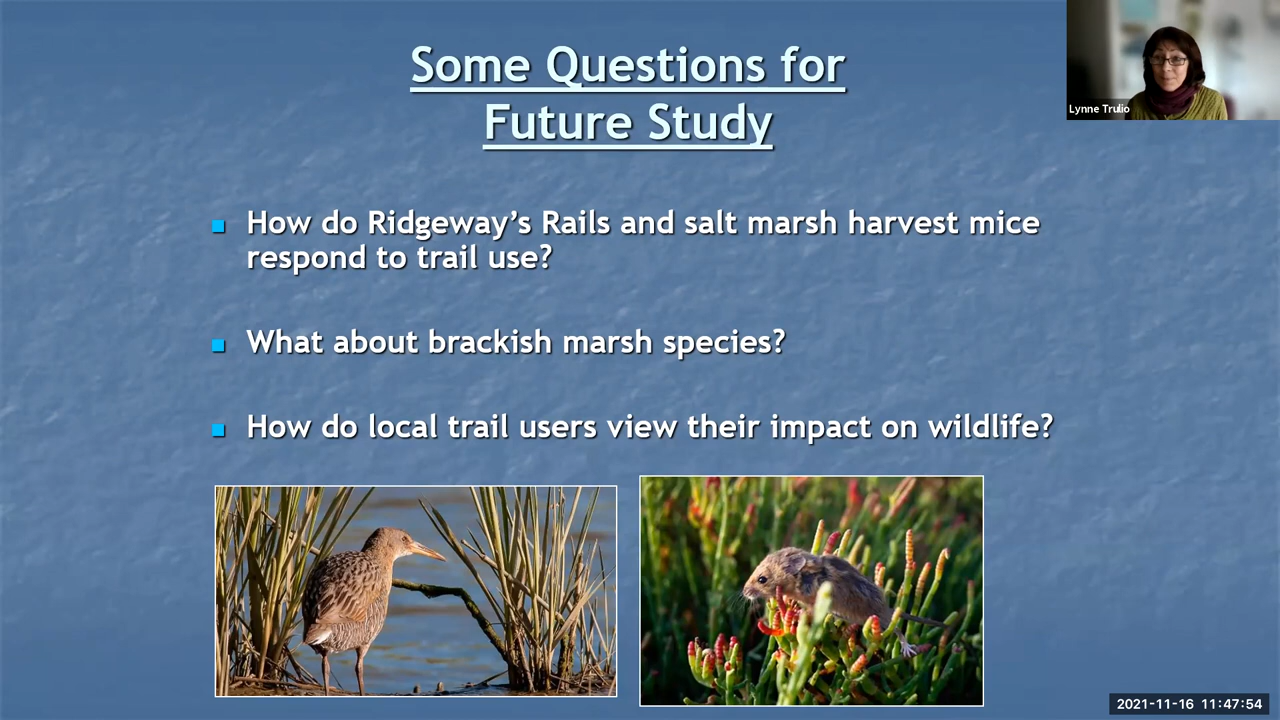 Some Questions for
Future Study
Lynne Trulio
How do Ridgeway’s Rails and salt marsh harvest mice
respond to trail use?
What about brackish marsh species?
How do local trail users view their impact on wildlife?
2021-11-16 11:47:54